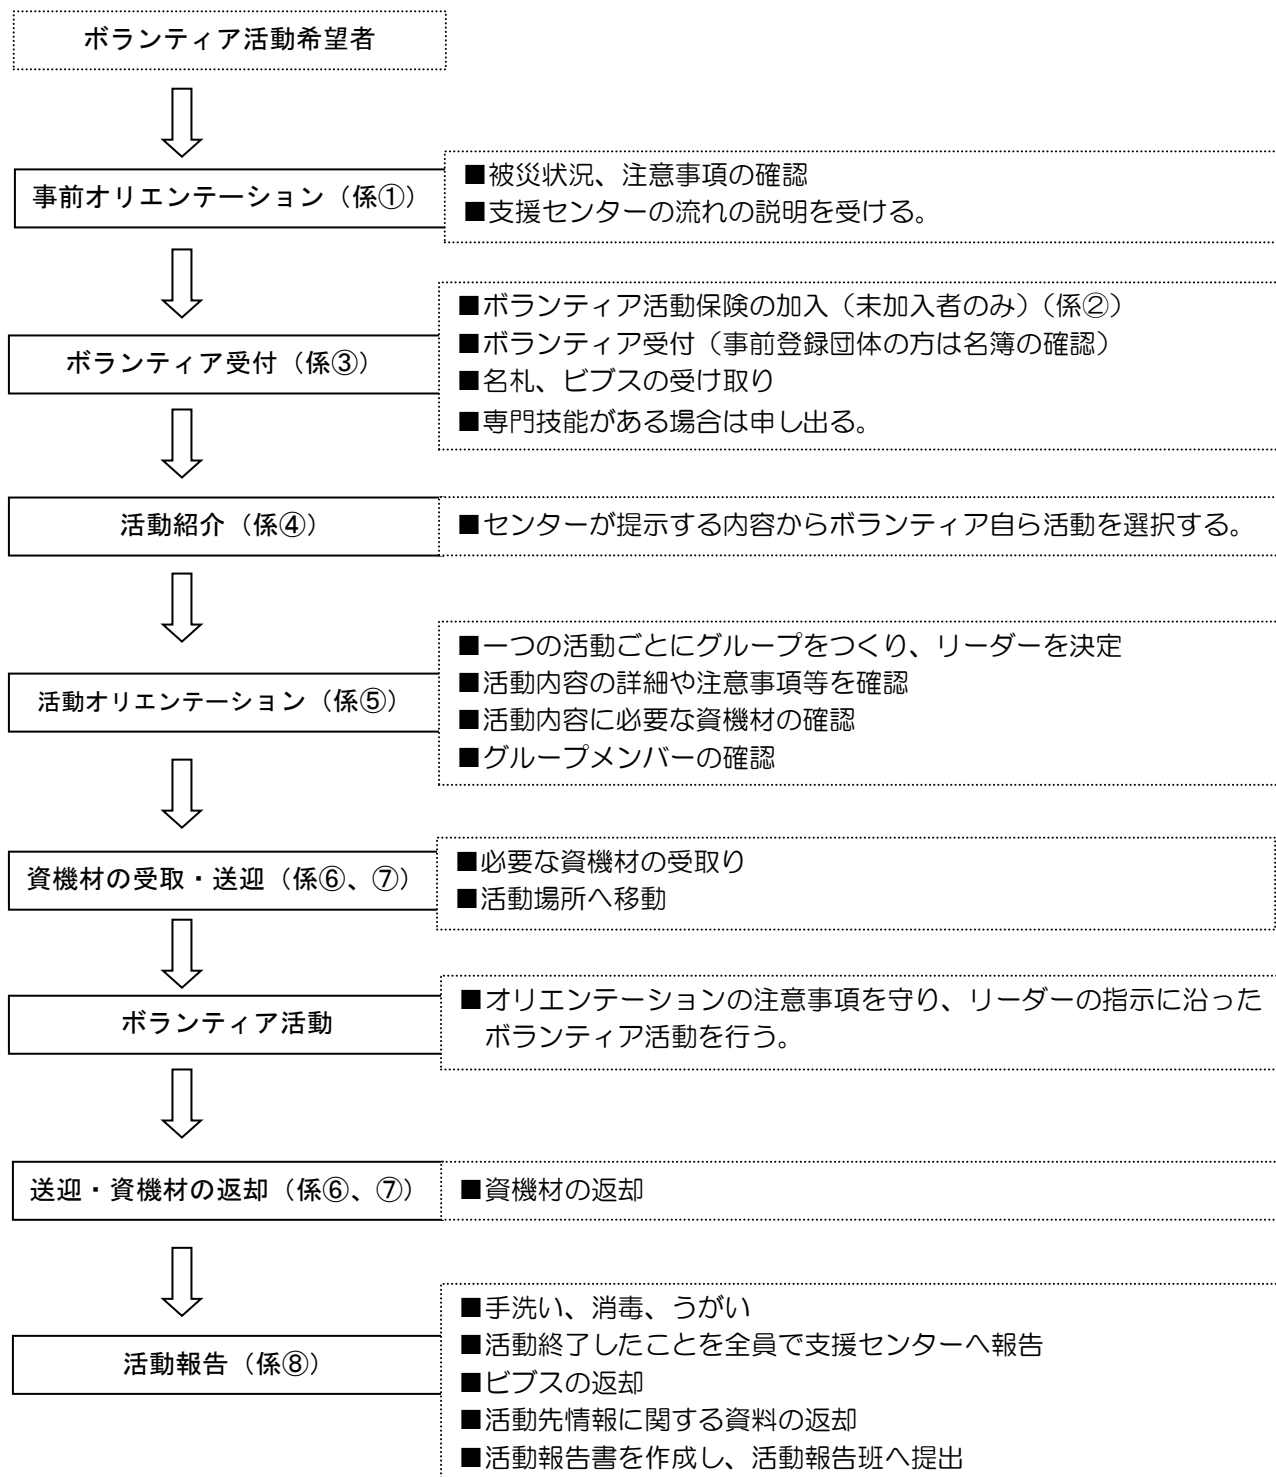 ボランティア活動希望者
事前オリエンテーション（係①）
■被災状況、注意事項の確認
■支援センターの流れの説明を受ける。
ボランティア受付（係③）
■ボランティア活動保険の加入（未加入者のみ）（係②）
■ボランティア受付（事前登録団体の方は名簿の確認）
■名札、ビブスの受け取り
■専門技能がある場合は申し出る。
活動紹介（係④）
■センターが提示する内容からボランティア自ら活動を選択する。
活動オリエンテーション（係⑤）
■一つの活動ごとにグループをつくり、リーダーを決定
■活動内容の詳細や注意事項等を確認
■活動内容に必要な資機材の確認
■グループメンバーの確認
資機材の受取・送迎（係⑥、⑦）
■必要な資機材の受取り
■活動場所へ移動
ボランティア活動
■オリエンテーションの注意事項を守り、リーダーの指示に沿った
ボランティア活動を行う。
送迎・資機材の返却（係⑥、⑦）
■資機材の返却
活動報告（係⑧）
■手洗い、消毒、うがい
■活動終了したことを全員で支援センターへ報告
■ビブスの返却
■活動先情報に関する資料の返却
■活動報告書を作成し、活動報告班へ提出